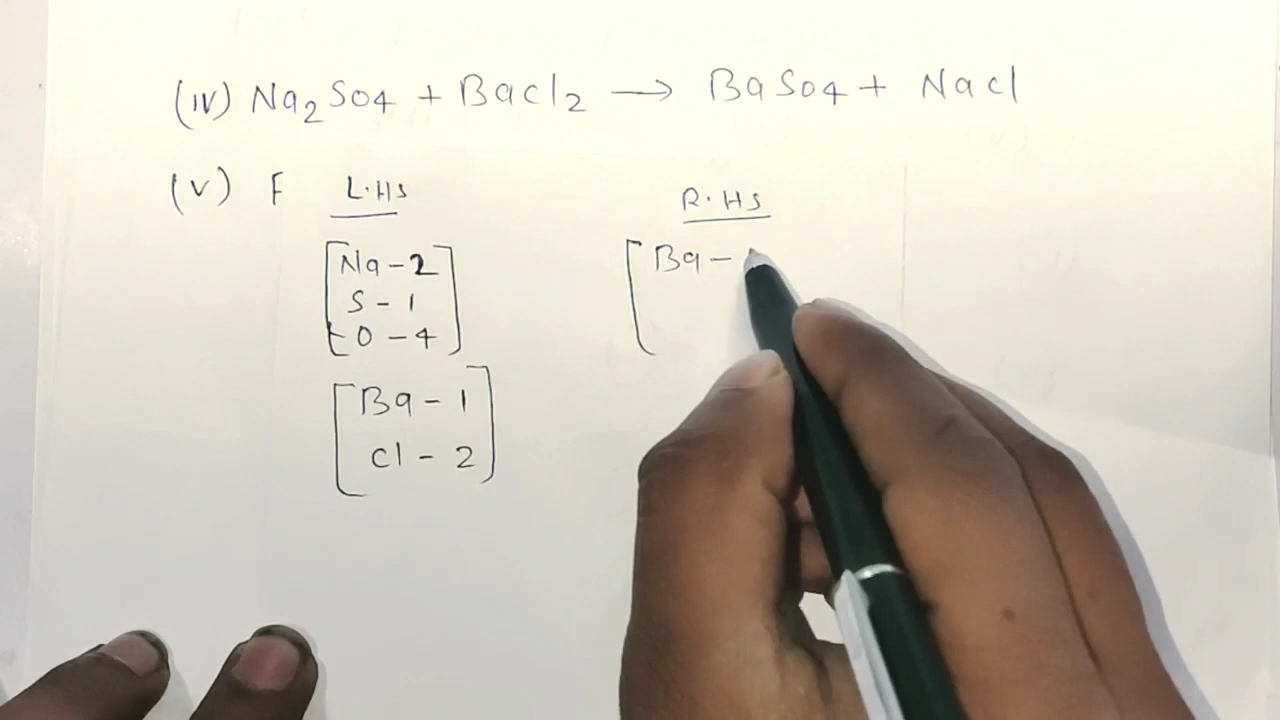 (IV) Na2SO4 + BaCl2 → BaSO4 + NaCl
(V) F L.HS R.HS
Na-2 Ba-
S-1
O-4
Ba-1
Cl-2